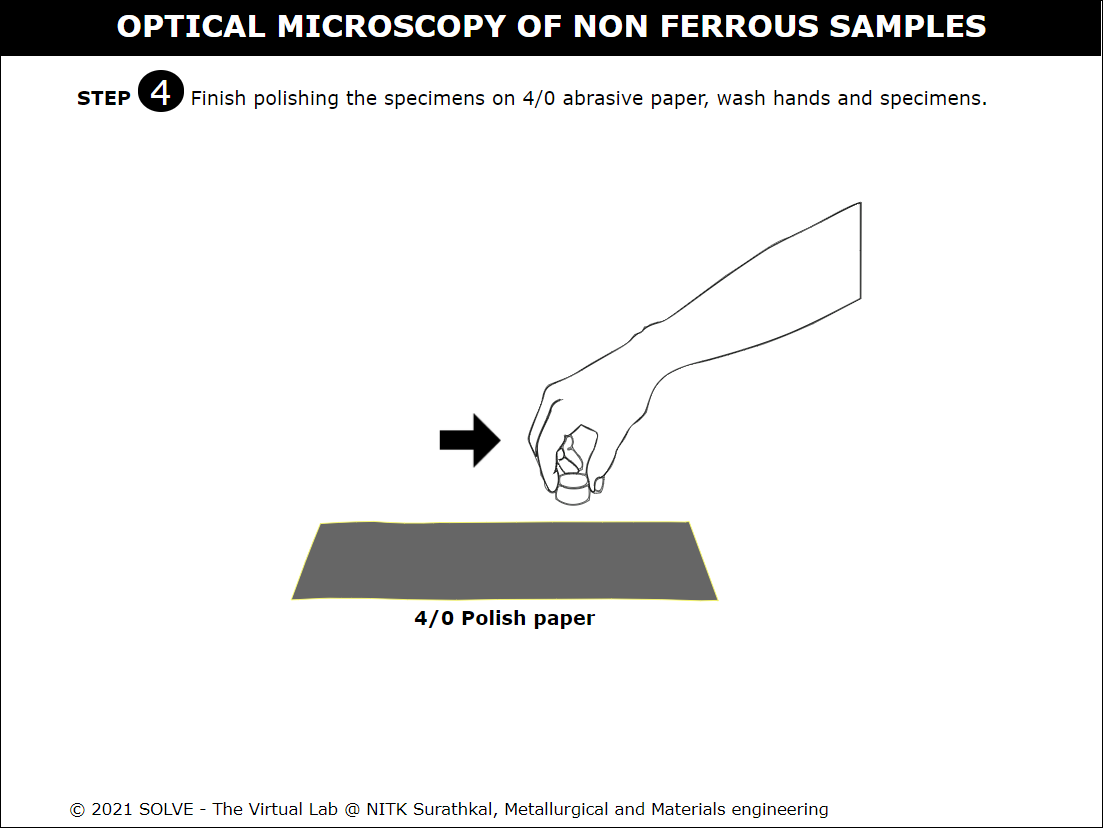 OPTICAL MICROSCOPY OF NON FERROUS SAMPLES
STEP 4 Finish polishing the specimens on 4/0 abrasive paper, wash hands and specimens.
4/0 Polish paper
© 2021 SOLVE - The Virtual Lab @ NITK Surathkal, Metallurgical and Materials engineering